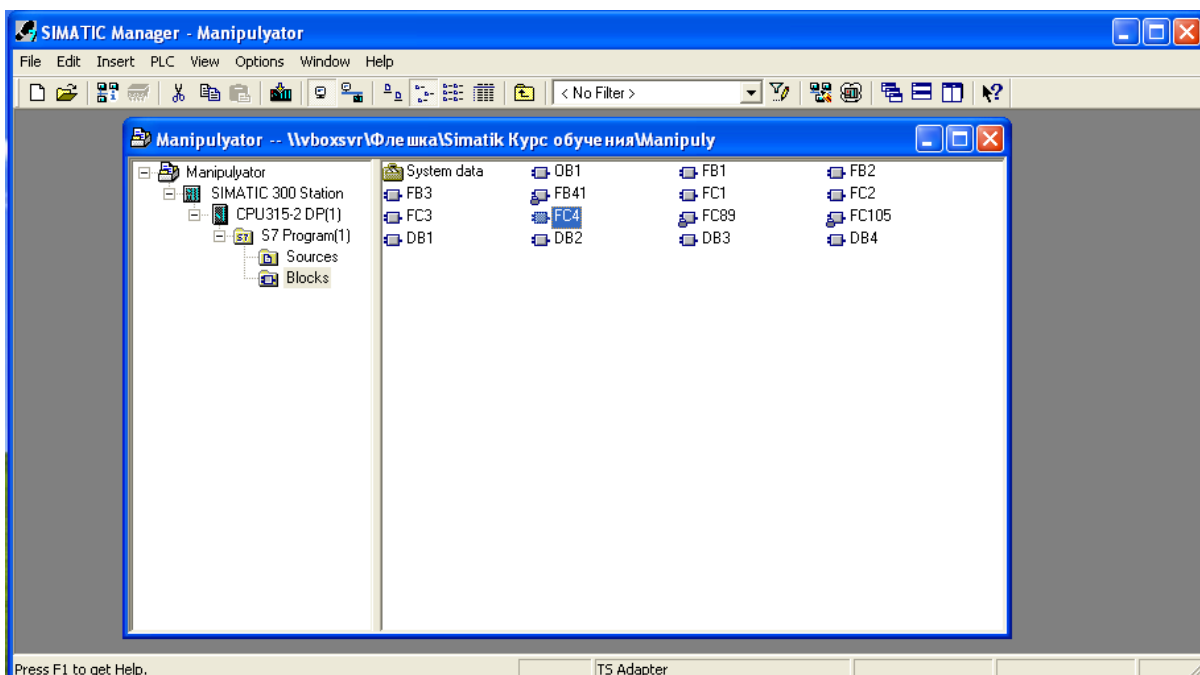 SIMATIC Manager - Manipulyator
File Edit Insert PLC View Options Window Help
< No Filter >
Manipulyator -- \\vboxsvr\Флешка\Simatik Курс обучения\Manipuly
Manipulyator
SIMATIC 300 Station
CPU315-2 DP(1)
S7 Program(1)
Sources
Blocks
System data OB1 FB1 FB2
FB3 FB41 FC1 FC2
FC3 FC4 FC89 FC105
DB1 DB2 DB3 DB4
Press F1 to get Help.
TS Adapter